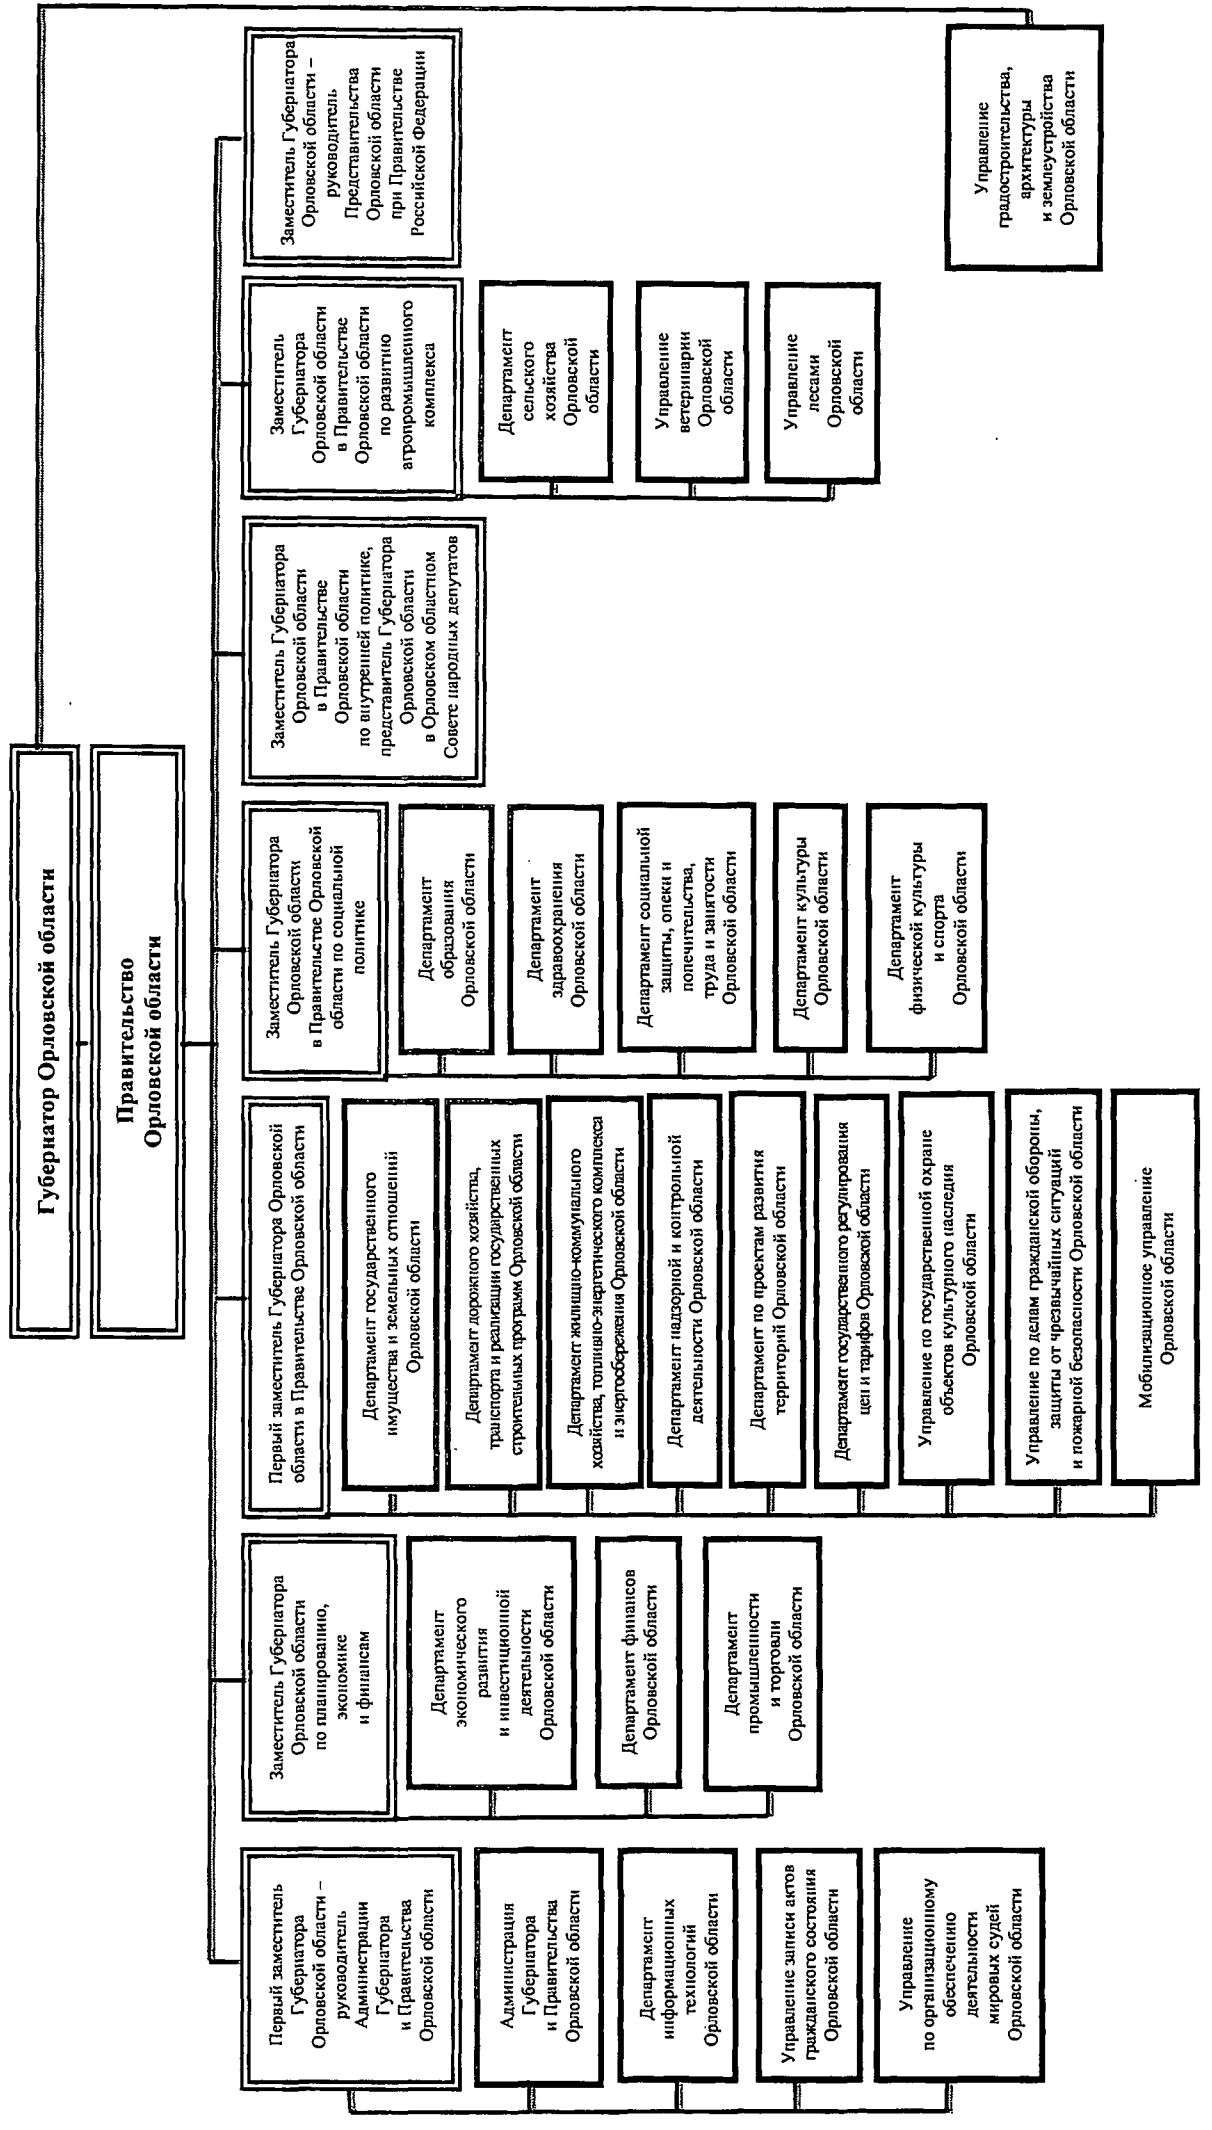 Губернатор Орловской области
Правительство
Орловской области
Первый заместитель
Губернатора
Орловской области –
руководитель
Администрации
Губернатора
и Правительства
Орловской области
Администрация
Губернатора
и Правительства
Орловской области
Департамент
информационных
технологий
Орловской области
Управление записи актов
гражданского состояния
Орловской области
Управление
по организационному
обеспечению
деятельности
мировых судей
Орловской области
Заместитель Губернатора
Орловской области
по планированию,
экономике
и финансам
Департамент
экономического
развития
и инвестиционной
деятельности
Орловской области
Департамент финансов
Орловской области
Департамент
промышленности
и торговли
Орловской области
Первый заместитель Губернатора Орловской
области в Правительстве Орловской области
Департамент государственного
имущества и земельных отношений
Орловской области
Департамент дорожного хозяйства,
транспорта и реализации государственных
строительных программ Орловской области
Департамент жилищно-коммунального
хозяйства, топливно-энергетического комплекса
и энергосбережения Орловской области
Департамент надзорной и контрольной
деятельности Орловской области
Департамент по проектам развития
территорий Орловской области
Департамент государственного регулирования
цен и тарифов Орловской области
Управление по государственной охране
объектов культурного наследия
Орловской области
Управление по делам гражданской обороны,
защиты от чрезвычайных ситуаций
и пожарной безопасности Орловской области
Мобилизационное управление
Орловской области
Заместитель Губернатора
Орловской области
в Правительстве Орловской
области по социальной
политике
Департамент
образования
Орловской области
Департамент
здравоохранения
Орловской области
Департамент социальной
защиты, опеки и
попечительства,
труда и занятости
Орловской области
Департамент культуры
Орловской области
Департамент
физической культуры
и спорта
Орловской области
Заместитель Губернатора
Орловской области
в Правительстве
Орловской области
по внутренней политике,
представитель Губернатора
Орловской области
в Орловском областном
Совете народных депутатов
Заместитель
Губернатора
Орловской области
в Правительстве
Орловской области
по развитию
агропромышленного
комплекса
Департамент
сельского
хозяйства
Орловской
области
Управление
ветеринарии
Орловской
области
Управление
лесами
Орловской
области
Заместитель Губернатора
Орловской области –
руководитель
Представительства
Орловской области
при Правительстве
Российской Федерации
Управление
градостроительства,
архитектуры
и землеустройства
Орловской области